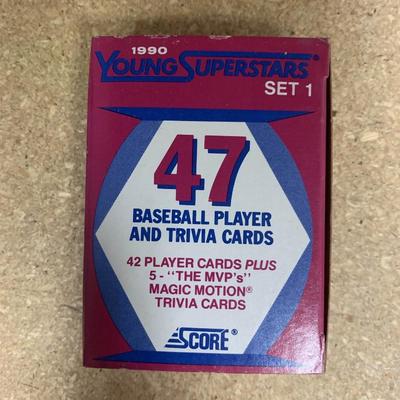 1990
YOUNG SUPERSTARS®
SET 1
47
BASEBALL PLAYER
AND TRIVIA CARDS
42 PLAYER CARDS PLUS
5 - "THE MVP's"
MAGIC MOTION®
TRIVIA CARDS
SCORE®